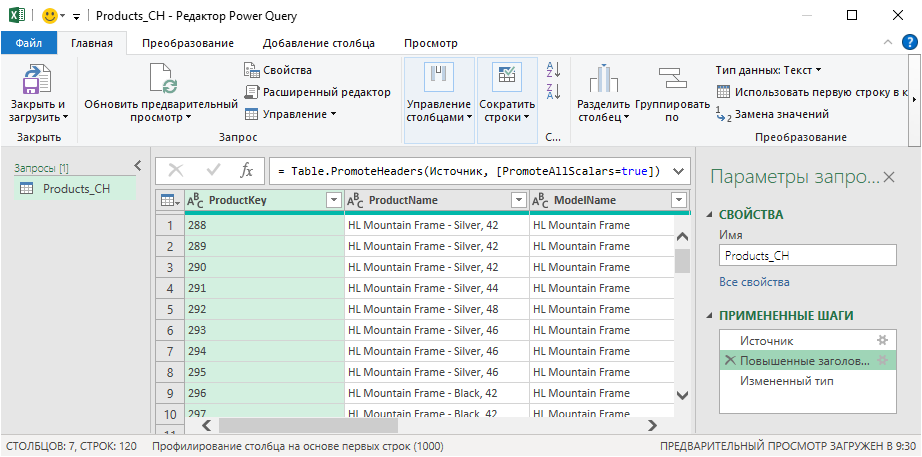 Products_CH - Редактор Power Query
Файл Главная Преобразование Добавление столбца Просмотр
Закрыть и загрузить
Закрыть
Обновить предварительный просмотр
Свойства
Расширенный редактор
Управление
Запрос
Управление столбцами
Сократить строки
С...
Разделить столбец
Группировать по
Тип данных: Текст
Использовать первую строку в к
Замена значений
Преобразование
Запросы [1]
Products_CH
= Table.PromoteHeaders(Источник, [PromoteAllScalars=true])
ProductKey ProductName ModelName
1 288 HL Mountain Frame - Silver, 42 HL Mountain Frame
2 289 HL Mountain Frame - Silver, 42 HL Mountain Frame
3 290 HL Mountain Frame - Silver, 42 HL Mountain Frame
4 291 HL Mountain Frame - Silver, 44 HL Mountain Frame
5 292 HL Mountain Frame - Silver, 48 HL Mountain Frame
6 293 HL Mountain Frame - Silver, 46 HL Mountain Frame
7 294 HL Mountain Frame - Silver, 46 HL Mountain Frame
8 295 HL Mountain Frame - Silver, 46 HL Mountain Frame
9 296 HL Mountain Frame - Black, 42 HL Mountain Frame
10 297 HL Mountain Frame - Black, 42 HL Mountain Frame
Параметры запро...
СВОЙСТВА
Имя
Products_CH
Все свойства
ПРИМЕНЕННЫЕ ШАГИ
Источник
Повышенные заголов...
Измененный тип
СТОЛБЦОВ: 7, СТРОК: 120 Профилирование столбца на основе первых строк (1000) ПРЕДВАРИТЕЛЬНЫЙ ПРОСМОТР ЗАГРУЖЕН В 9:30